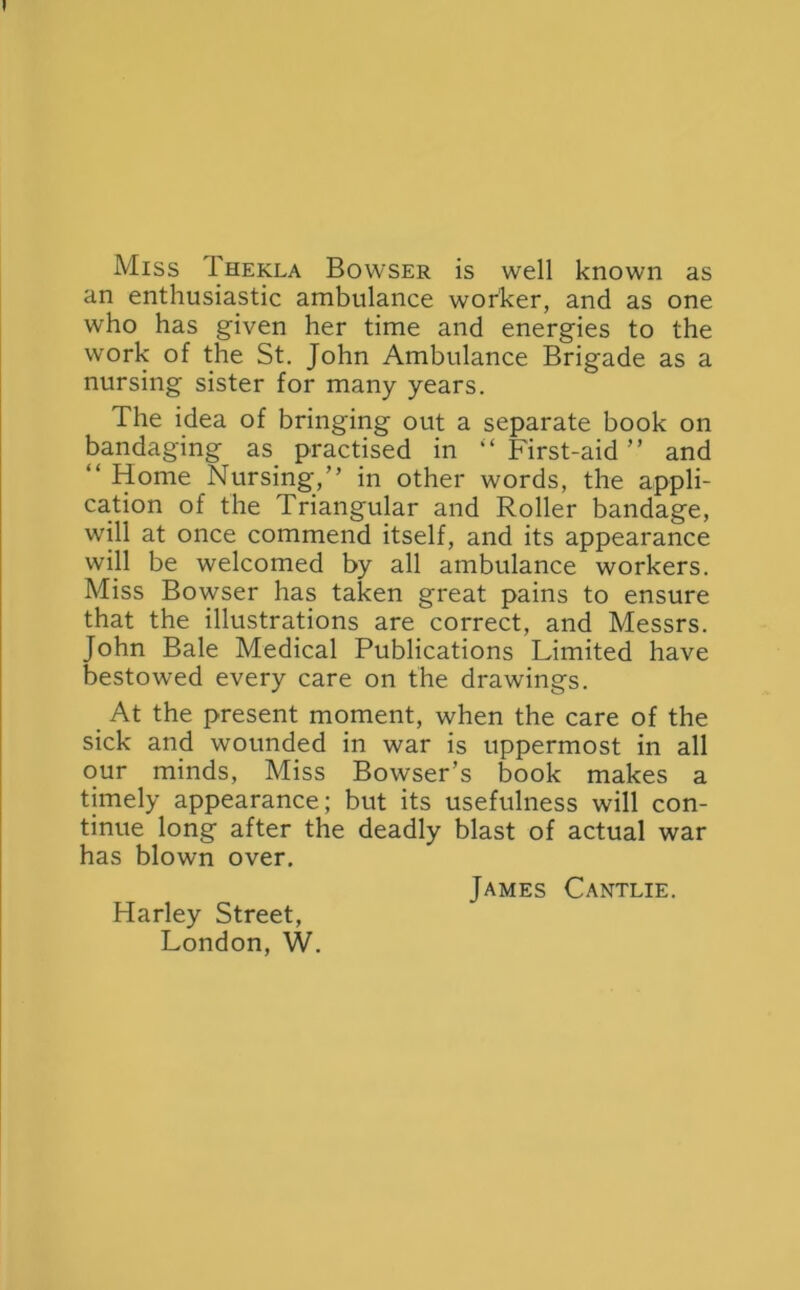 Miss Thekla Bowser is well known as
an enthusiastic ambulance worker, and as one
who has given her time and energies to the
work of the St. John Ambulance Brigade as a
nursing sister for many years.
The idea of bringing out a separate book on
bandaging as practised in “ First-aid ” and
“ Home Nursing,” in other words, the appli-
cation of the Triangular and Roller bandage,
will at once commend itself, and its appearance
will be welcomed by all ambulance workers.
Miss Bowser has taken great pains to ensure
that the illustrations are correct, and Messrs.
John Bale Medical Publications Limited have
bestowed every care on the drawings.
At the present moment, when the care of the
sick and wounded in war is uppermost in all
our minds, Miss Bowser’s book makes a
timely appearance; but its usefulness will con-
tinue long after the deadly blast of actual war
has blown over.
James Cantlie.
Harley Street,
London, W.